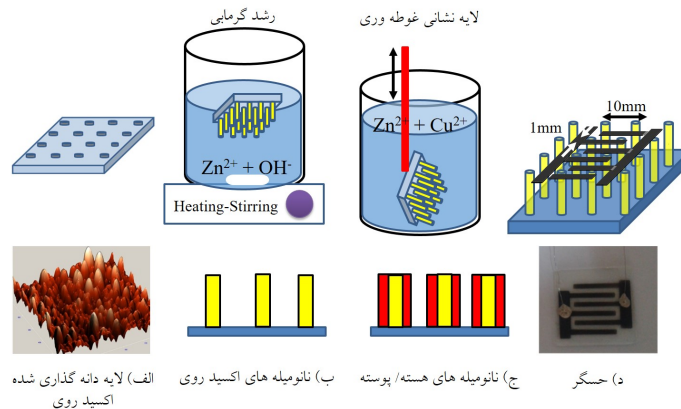 رشد گرمابی
لایه نشانی غوطه وری
Zn²⁺ + OH⁻
Heating-Stirring
Zn²⁺ + Cu²⁺
10mm
1mm
الف) لایه دانه گذاری شده
اکسید روی
ب) نانومیله های اکسید روی
ج) نانومیله های هسته/ پوسته
د) حسگر